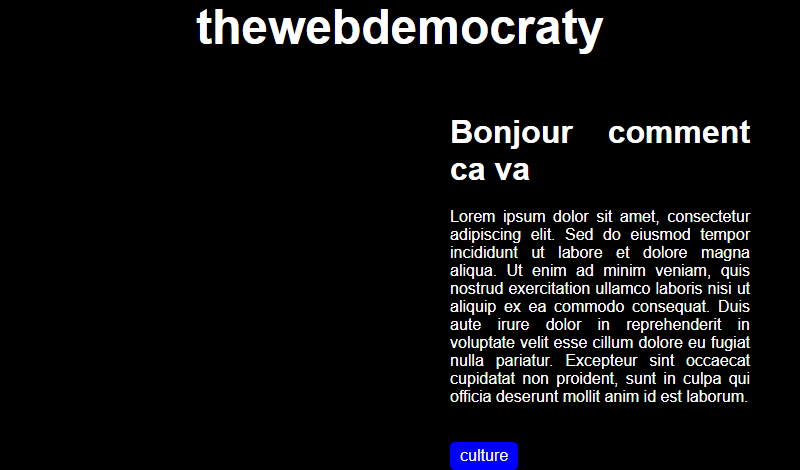 thewebdemocraty
Bonjour comment
ca va
Lorem ipsum dolor sit amet, consectetur
adipiscing elit. Sed do eiusmod tempor
incididunt ut labore et dolore magna
aliqua. Ut enim ad minim veniam, quis
nostrud exercitation ullamco laboris nisi ut
aliquip ex ea commodo consequat. Duis
aute irure dolor in reprehenderit in
voluptate velit esse cillum dolore eu fugiat
nulla pariatur. Excepteur sint occaecat
cupidatat non proident, sunt in culpa qui
officia deserunt mollit anim id est laborum.
culture